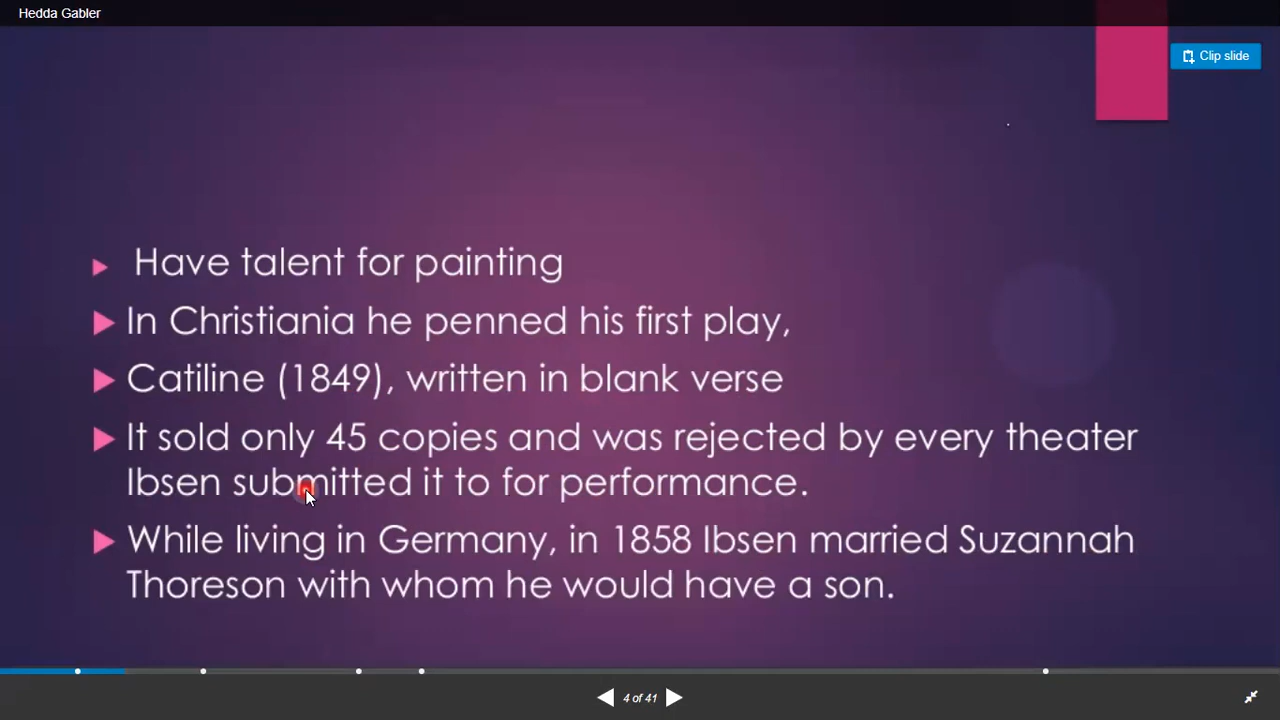 Hedda Gabler
Clip slide
Have talent for painting
In Christiania he penned his first play,
Catiline (1849), written in blank verse
It sold only 45 copies and was rejected by every theater
Ibsen submitted it to for performance.
While living in Germany, in 1858 Ibsen married Suzannah
Thoreson with whom he would have a son.
4 of 41